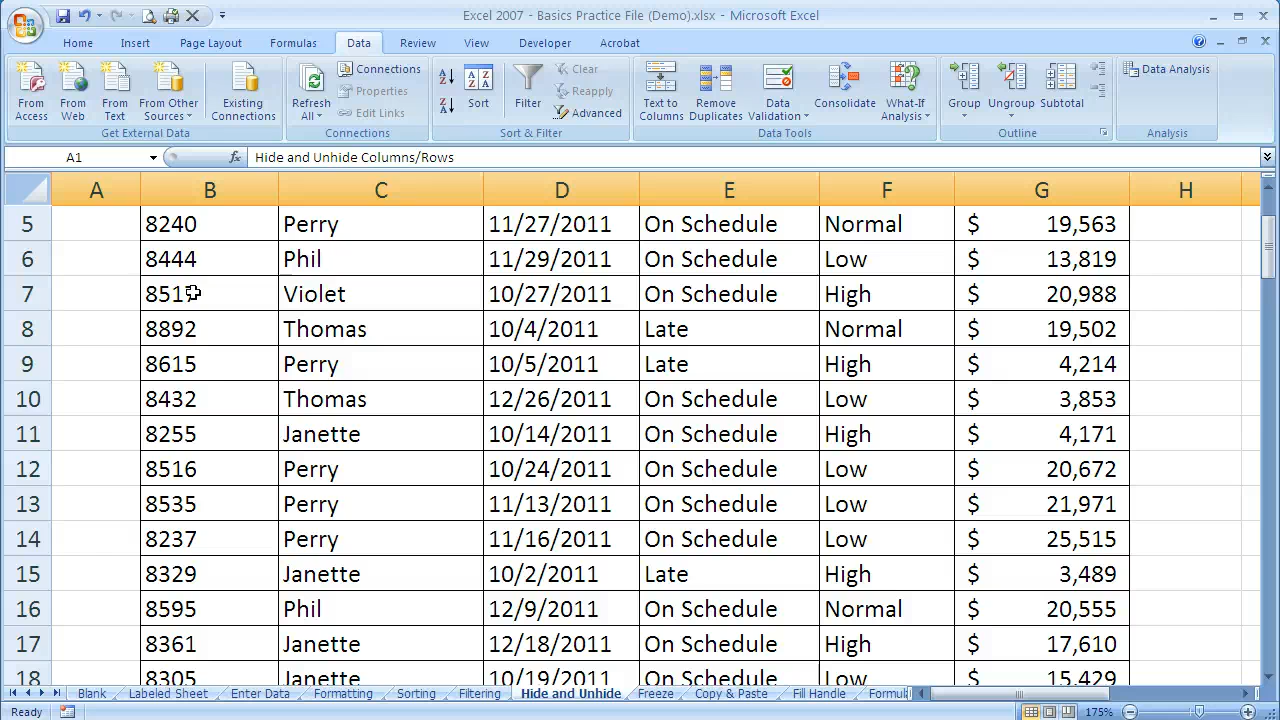 Excel 2007 - Basics Practice File (Demo).xlsx - Microsoft Excel
Home Insert Page Layout Formulas Data Review View Developer Acrobat
From Access
From Web
From Text
From Other Sources
Existing Connections
Get External Data
Refresh All
Connections
Properties
Edit Links
Connections
Sort
Filter
Clear
Reapply
Advanced
Sort & Filter
Text to Columns
Remove Duplicates
Data Validation
Consolidate
What-If Analysis
Data Tools
Group
Ungroup
Subtotal
Outline
Data Analysis
Analysis
A1 fx Hide and Unhide Columns/Rows
A B C D E F G H
5 8240 Perry 11/27/2011 On Schedule Normal $ 19,563
6 8444 Phil 11/29/2011 On Schedule Low $ 13,819
7 Violet 10/27/2011 On Schedule High $ 20,988
8 8892 Thomas 10/4/2011 Late Normal $ 19,502
9 8615 Perry 10/5/2011 Late High $ 4,214
10 8432 Thomas 12/26/2011 On Schedule Low $ 3,853
11 8255 Janette 10/14/2011 On Schedule High $ 4,171
12 8516 Perry 10/24/2011 On Schedule Low $ 20,672
13 8535 Perry 11/13/2011 On Schedule Low $ 21,971
14 8237 Perry 11/16/2011 On Schedule Low $ 25,515
15 8329 Janette 10/2/2011 Late High $ 3,489
16 8595 Phil 12/9/2011 On Schedule Normal $ 20,555
17 8361 Janette 12/18/2011 On Schedule High $ 17,610
18 8305 Janette 10/19/2011 On Schedule Low $ 15,429
Blank Labeled Sheet Enter Data Formatting Sorting Filtering Hide and Unhide Freeze Copy & Paste Fill Handle Formu
Ready 175%